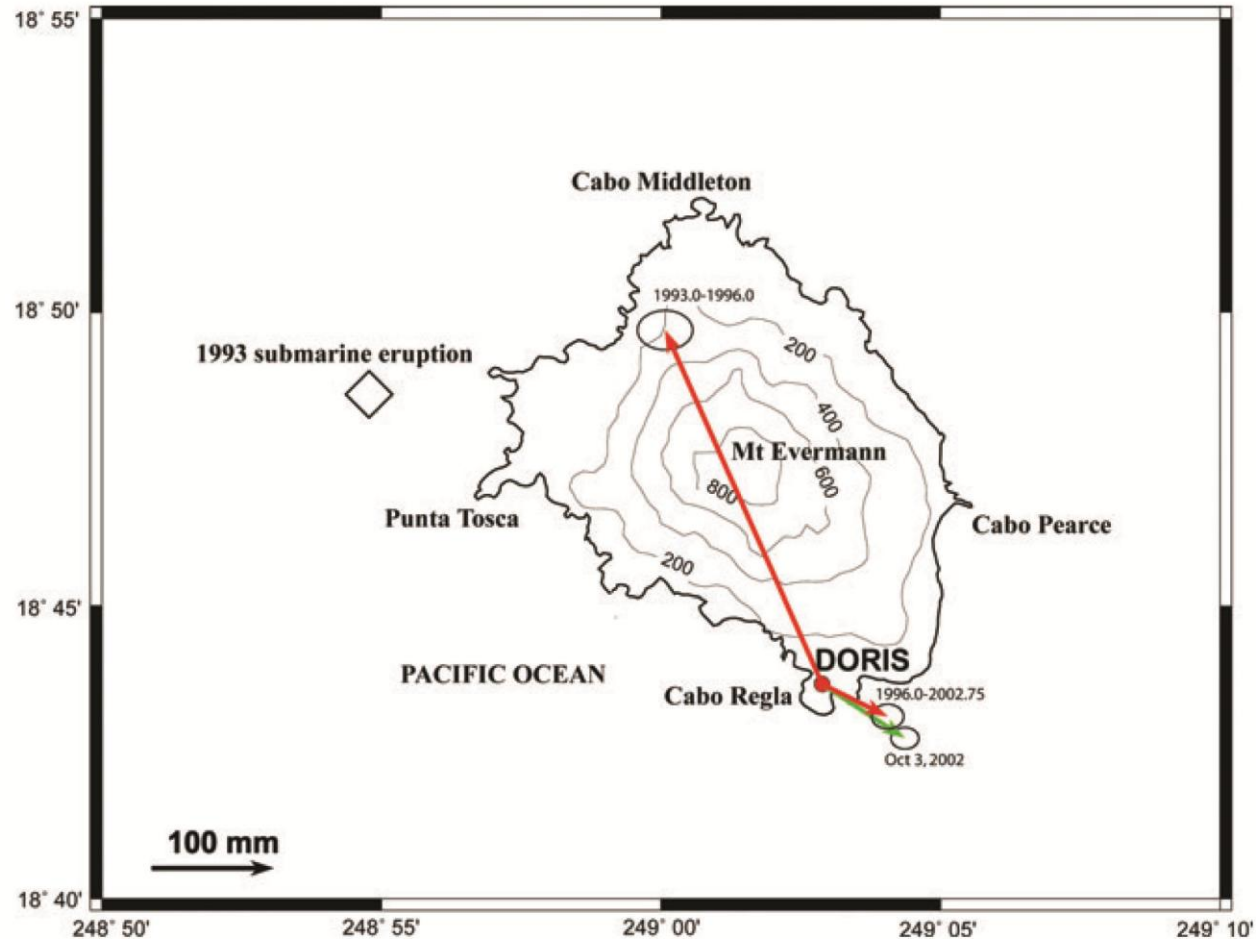 18° 55'
Cabo Middleton
18° 50'
1993.0-1996.0
200
1993 submarine eruption
400
Mt Evermann
600
800
Punta Tosca
Cabo Pearce
200
18° 45'
DORIS
PACIFIC OCEAN
Cabo Regla
1996.0-2002.75
Oct 3, 2002
100 mm
18° 40'
248° 50'
248° 55'
249° 00'
249° 05'
249° 10'